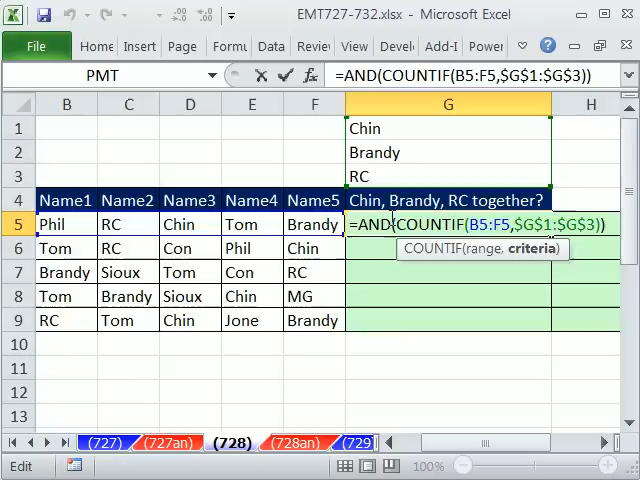 EMT727-732.xlsx - Microsoft Excel
File Home Insert Page Formu Data Review View Devel Add-I Power
PMT =AND(COUNTIF(B5:F5,$G$1:$G$3))
B C D E F G H
1 Chin
2 Brandy
3 RC
4 Name1 Name2 Name3 Name4 Name5 Chin, Brandy, RC together?
5 Phil RC Chin Tom Brandy =AND(COUNTIF(B5:F5,$G$1:$G$3))
COUNTIF(range, criteria)
6 Tom RC Con Phil Chin
7 Brandy Sioux Tom Con RC
8 Tom Brandy Sioux Chin MG
9 RC Tom Chin Jone Brandy
10
11
12
13
(727) (727an) (728) (728an) (729
Edit 100%